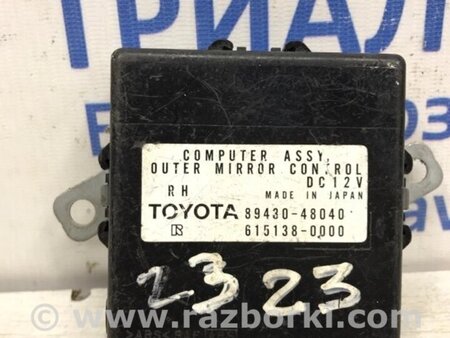 ТРИАЛ
COMPUTER ASSY,
OUTER MIRROR CONTROL
DC12V
RH
MADE IN JAPAN
TOYOTA 89430-48040
R 615138-0000
2323
www.razborki.com